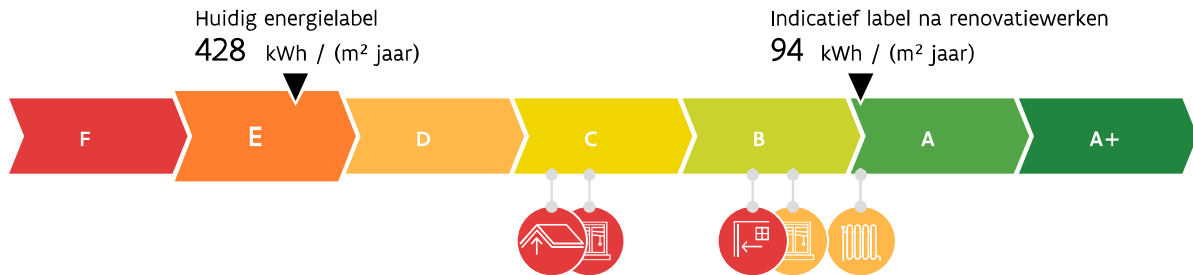 Huidig energielabel
428 kWh / (m² jaar)
Indicatief label na renovatiewerken
94 kWh / (m² jaar)
F E D C B A A+